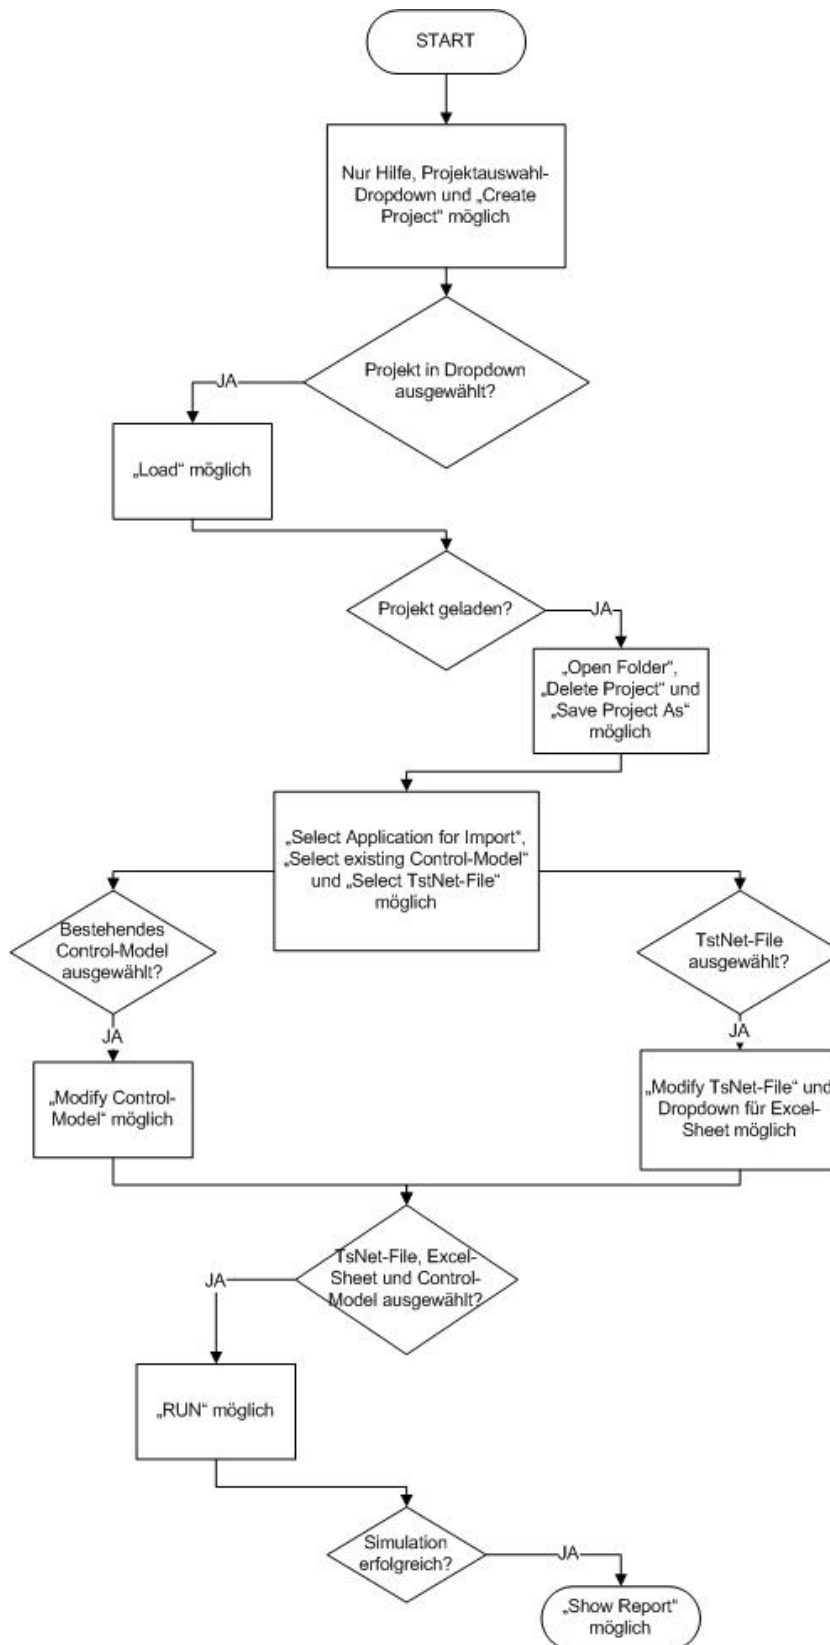 START
Nur Hilfe, Projektauswahl-
Dropdown und „Create
Project“ möglich
Projekt in Dropdown
ausgewählt?
JA
„Load“ möglich
Projekt geladen?
JA
„Open Folder“,
„Delete Project“ und
„Save Project As“
möglich
„Select Application for Import“,
„Select existing Control-Model“
und „Select TstNet-File“
möglich
Bestehendes
Control-Model
ausgewählt?
JA
„Modify Control-
Model“ möglich
TstNet-File
ausgewählt?
JA
„Modify TsNet-File“ und
Dropdown für Excel-
Sheet möglich
TsNet-File, Excel-
Sheet und Control-
Model ausgewählt?
JA
„RUN“ möglich
Simulation
erfolgreich?
JA
„Show Report“
möglich